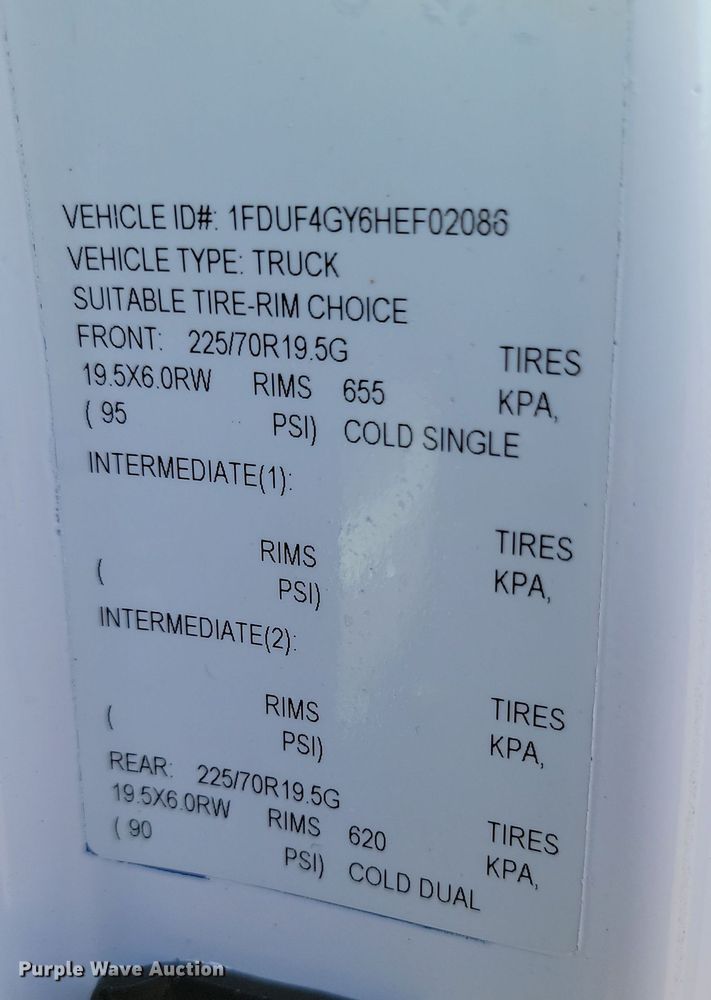 VEHICLE ID#: 1FDUF4GY6HEF02086
VEHICLE TYPE: TRUCK
SUITABLE TIRE-RIM CHOICE
FRONT: 225/70R19.5G TIRES
19.5X6.0RW RIMS 655 KPA,
( 95 PSI) COLD SINGLE
INTERMEDIATE(1):
TIRES
RIMS KPA,
( PSI)
INTERMEDIATE(2):
TIRES
RIMS KPA,
( PSI)
REAR: 225/70R19.5G TIRES
19.5X6.0RW RIMS 620 KPA,
( 90 PSI) COLD DUAL
Purple Wave Auction